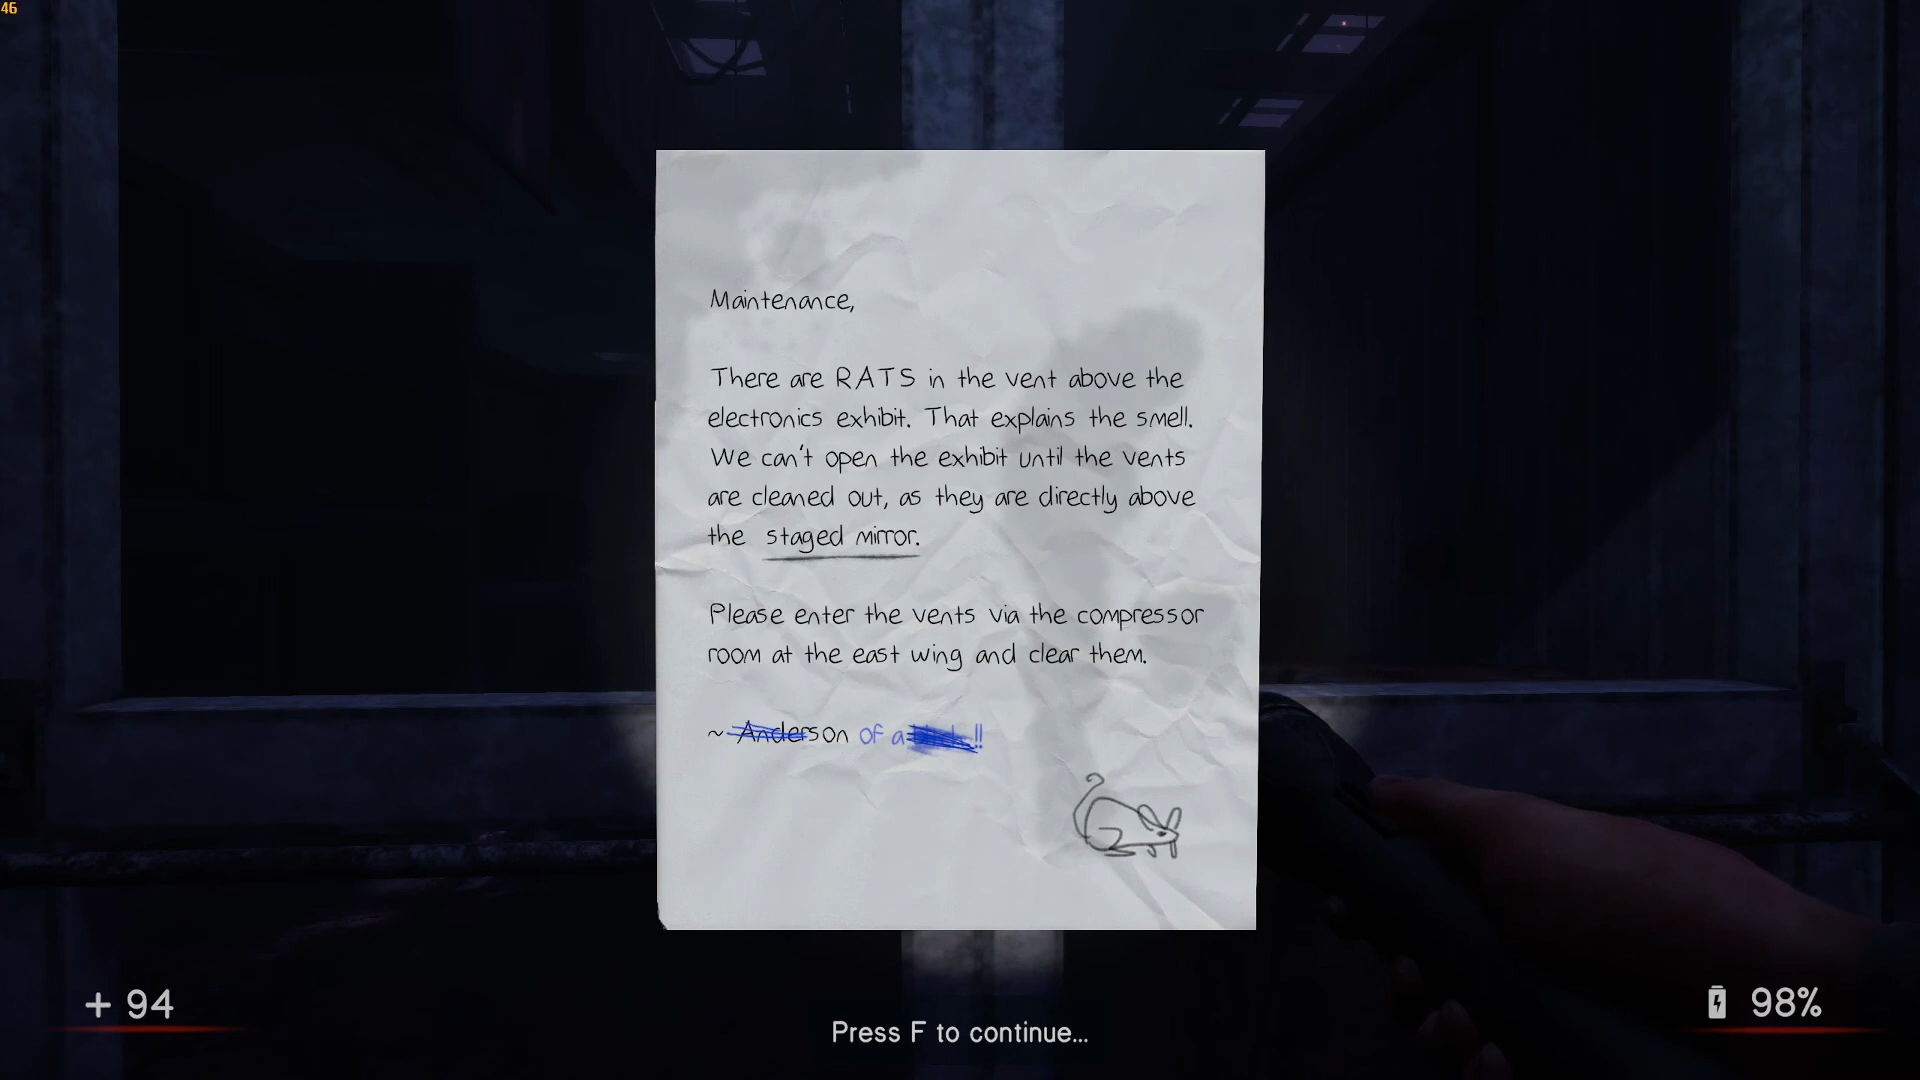 46
Maintenance,
There are RATS in the vent above the
electronics exhibit. That explains the smell.
We can't open the exhibit until the vents
are cleaned out, as they are directly above
the staged mirror.
Please enter the vents via the compressor
room at the east wing and clear them.
~ Anderson of a !!
+ 94
98%
Press F to continue...